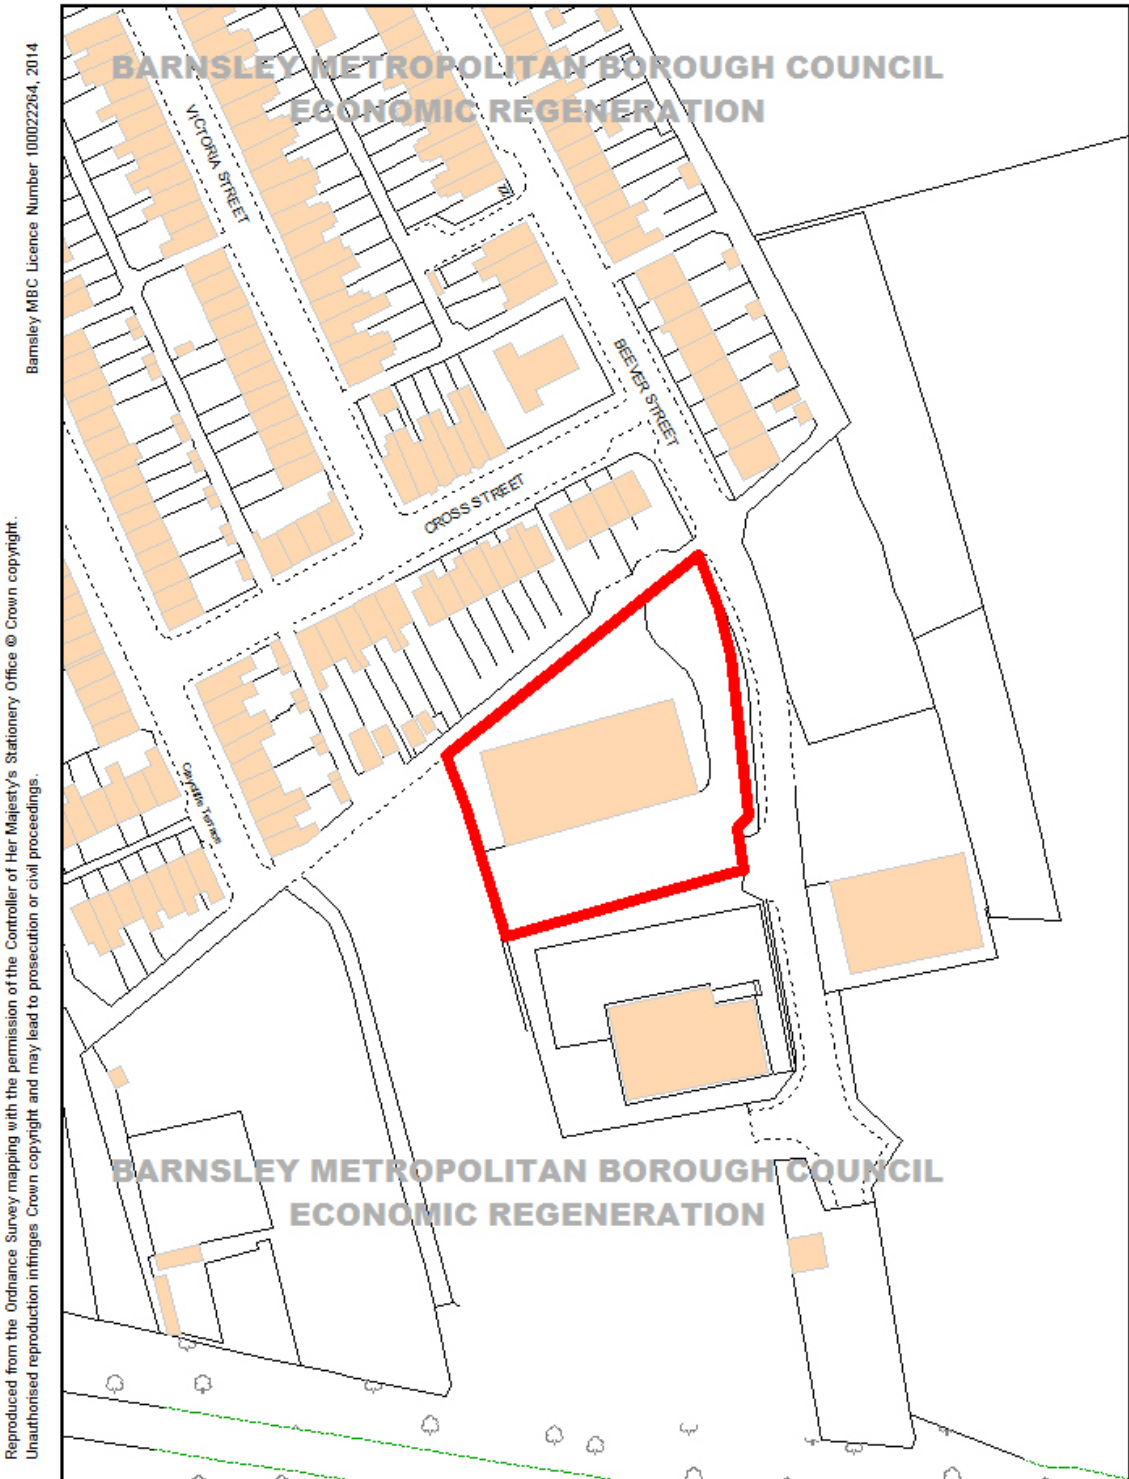 BARNSLEY METROPOLITAN BOROUGH COUNCIL
ECONOMIC REGENERATION
VICTORIA STREET
BEEVER STREET
CROSS STREET
Terrace
BARNSLEY METROPOLITAN BOROUGH COUNCIL
ECONOMIC REGENERATION
Reproduced from the Ordnance Survey mapping with the permission of the Controller of Her Majesty's Stationery Office © Crown copyright.
Unauthorised reproduction infringes Crown copyright and may lead to prosecution or civil proceedings.
Barnsley MBC Licence Number 100022264, 2014